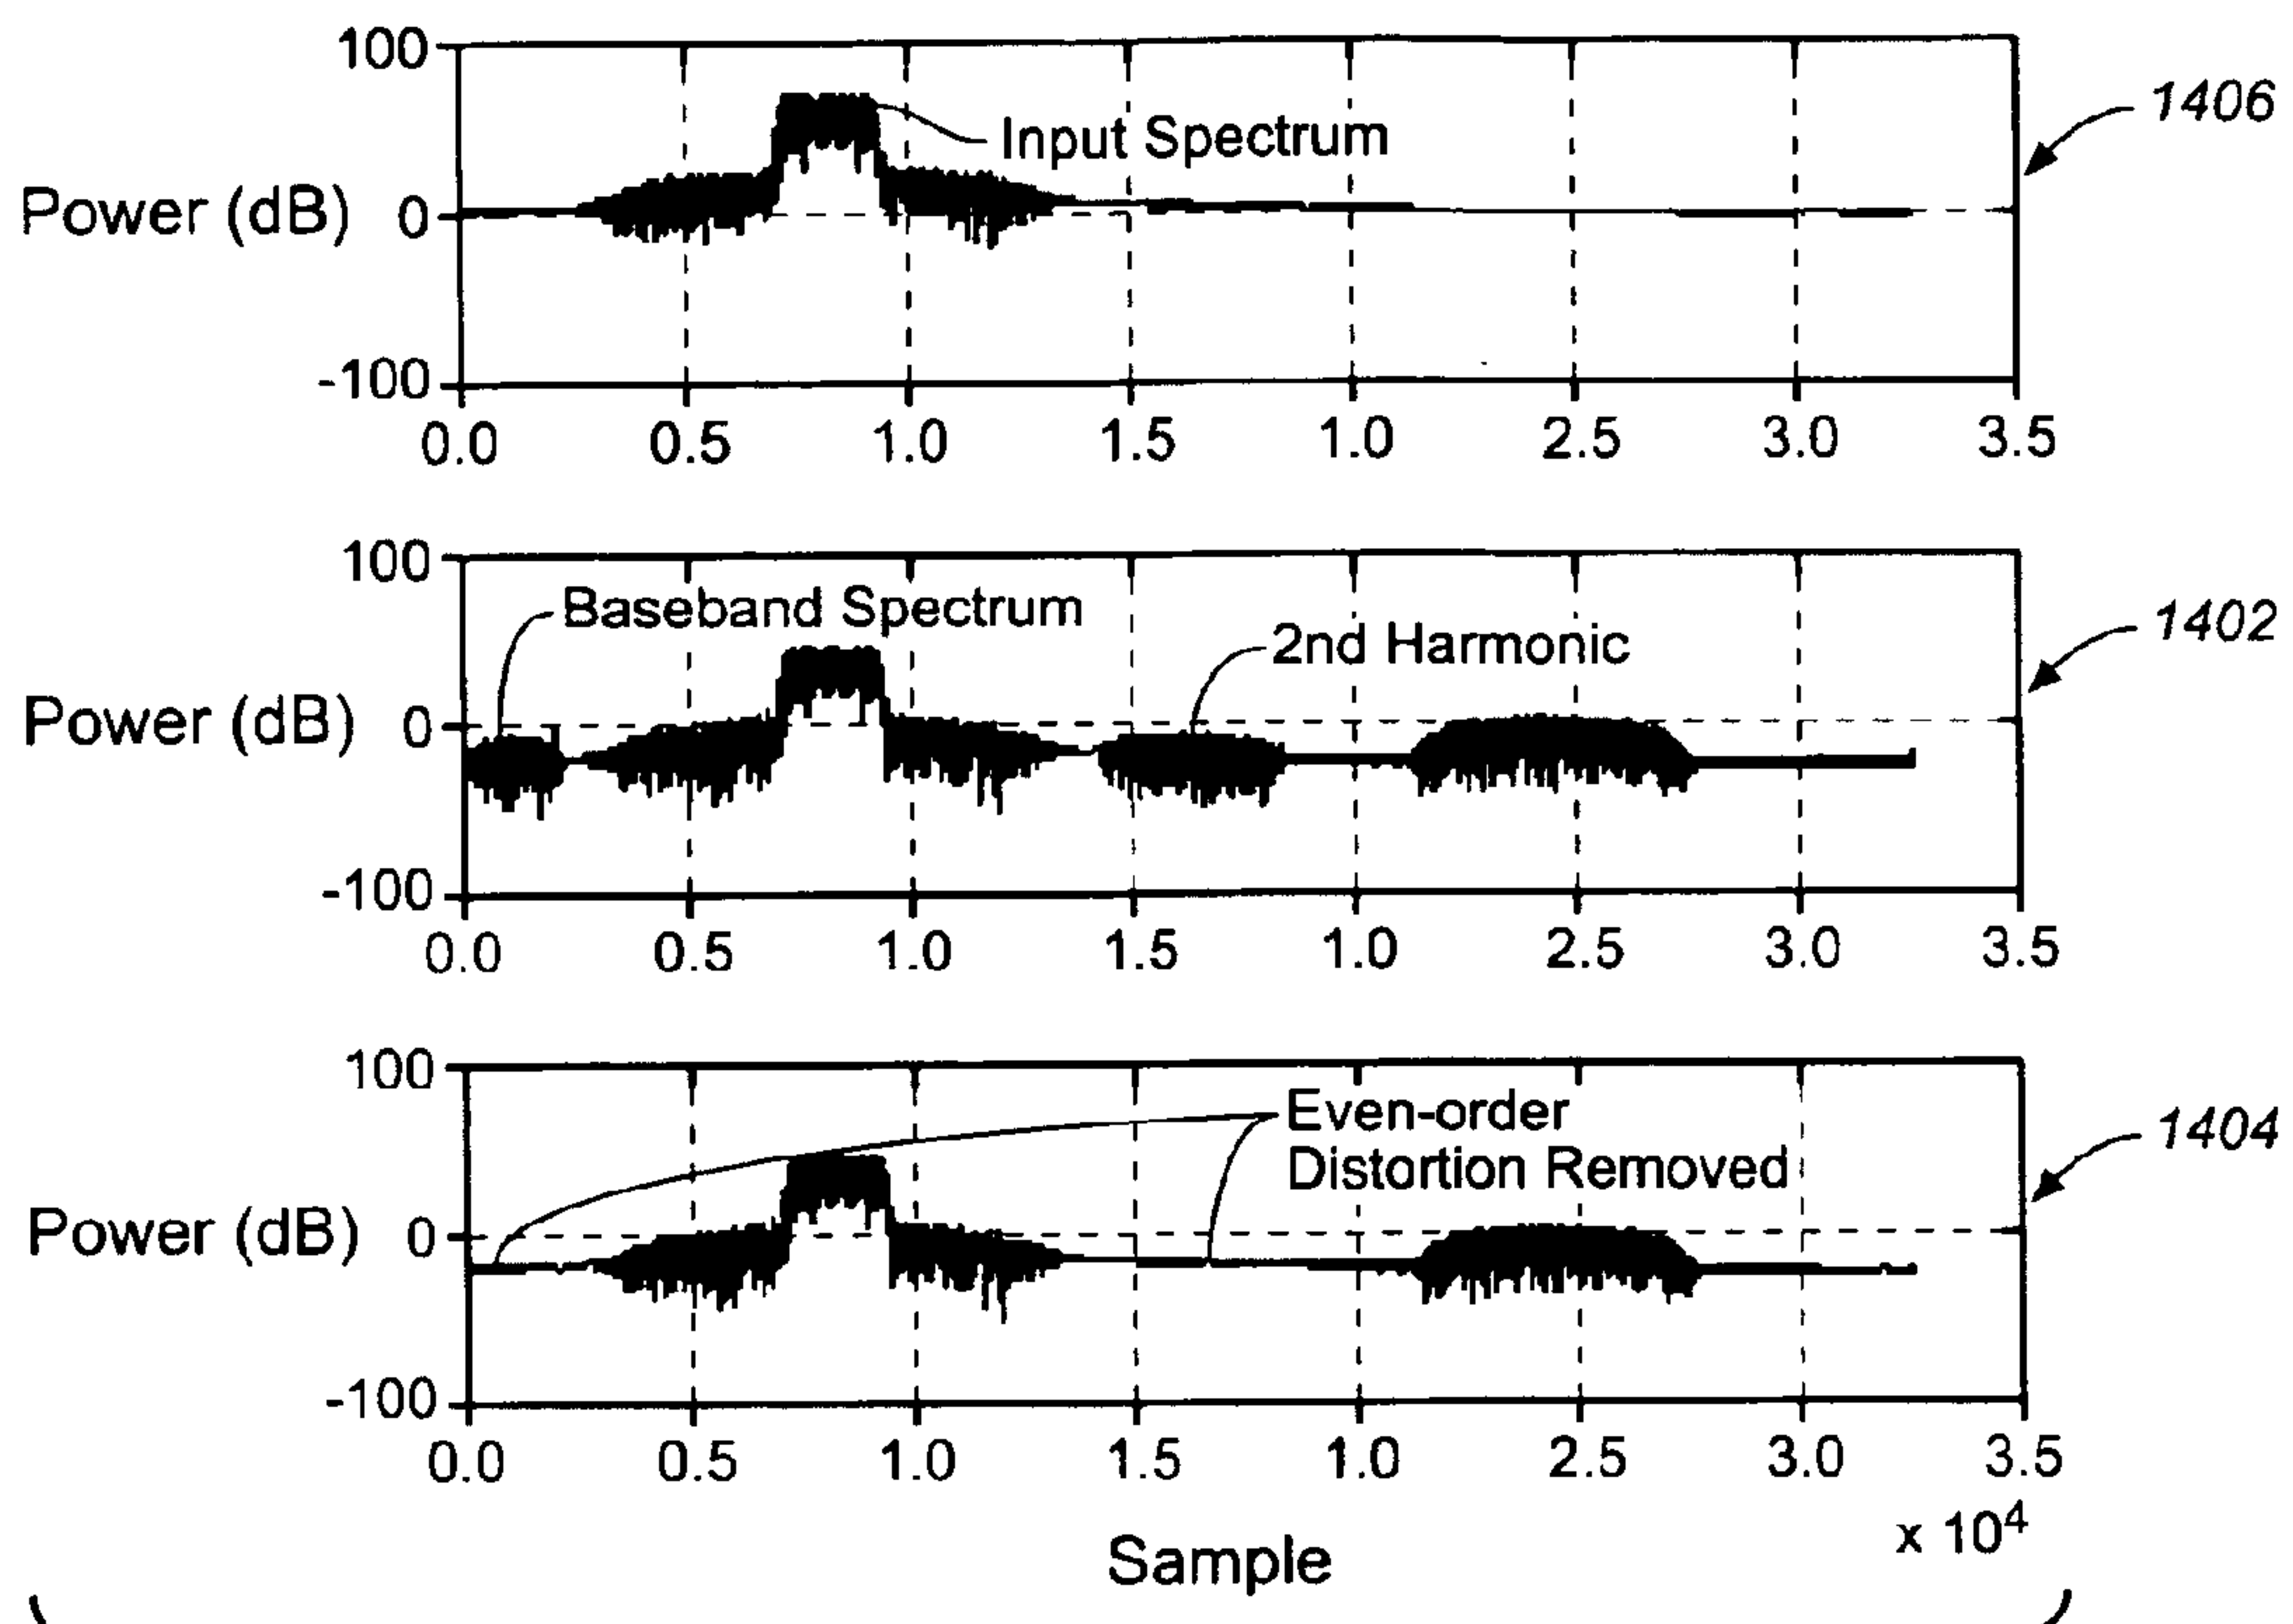 100
Input Spectrum
1406
Power (dB) 0
-100
0.0 0.5 1.0 1.5 1.0 2.5 3.0 3.5
100
Baseband Spectrum
2nd Harmonic
1402
Power (dB) 0
-100
0.0 0.5 1.0 1.5 1.0 2.5 3.0 3.5
100
Even-order
Distortion Removed
1404
Power (dB) 0
-100
0.0 0.5 1.0 1.5 1.0 2.5 3.0 3.5
x 10⁴
Sample